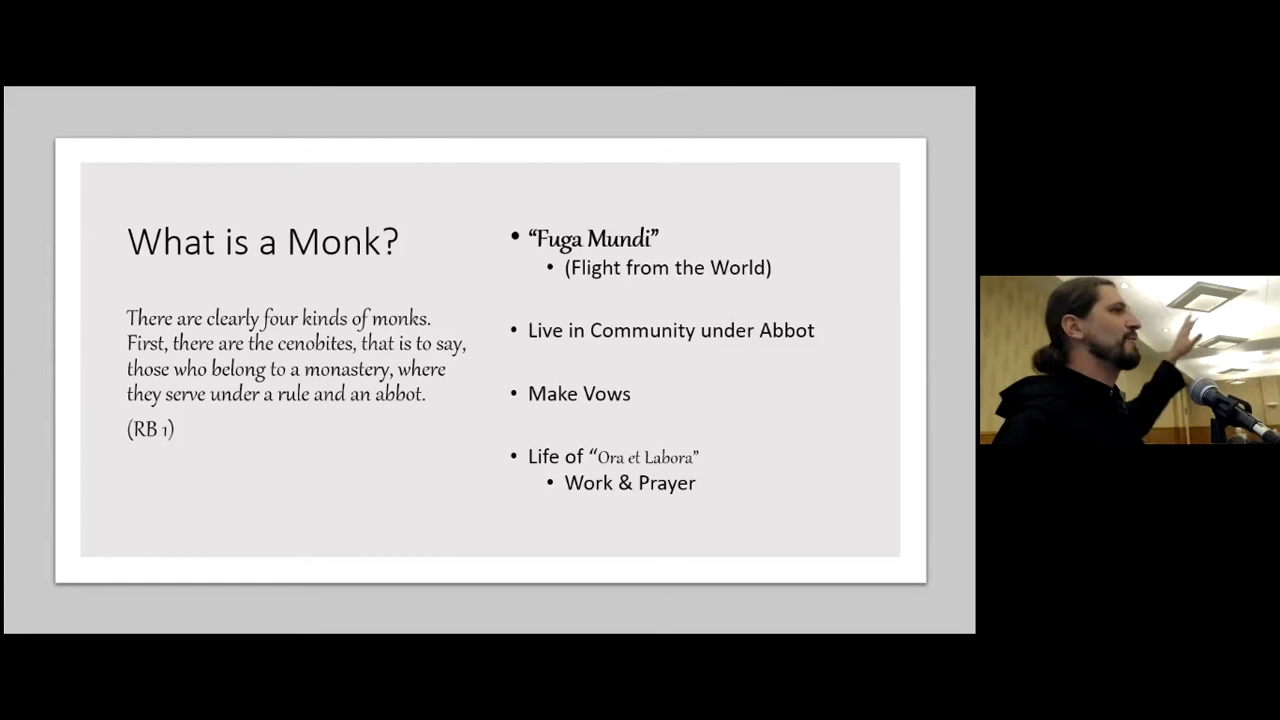 What is a Monk?
There are clearly four kinds of monks.
First, there are the cenobites, that is to say,
those who belong to a monastery, where
they serve under a rule and an abbot.
(RB 1)
• “Fuga Mundi”
• (Flight from the World)
• Live in Community under Abbot
• Make Vows
• Life of “Ora et Labora”
• Work & Prayer